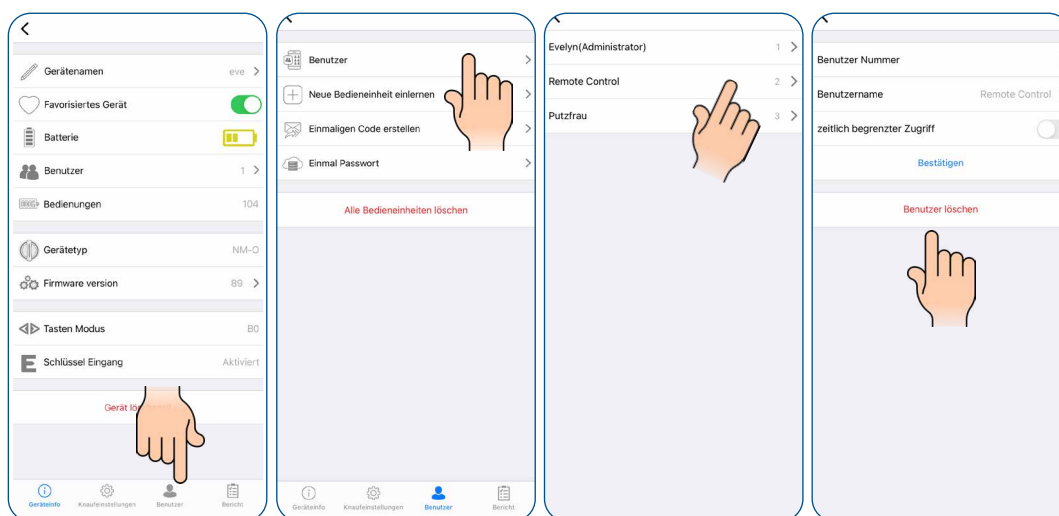 Gerätenamen eve
Favorisiertes Gerät
Batterie
Benutzer 1
Bedienungen 104
Gerätetyp NM-O
Firmware version 89
Tasten Modus B0
Schlüssel Eingang Aktiviert
Gerät
Geräteinfo Knaufeinstellungen Benutzer Bericht
Benutzer
Neue Bedieneinheit einlernen
Einmaligen Code erstellen
Einmal Passwort
Alle Bedieneinheiten löschen
Geräteinfo Knaufeinstellungen Benutzer Bericht
Evelyn(Administrator) 1
Remote Control 2
Putzfrau 3
Benutzer Nummer
Benutzername Remote Control
zeitlich begrenzter Zugriff
Bestätigen
Benutzer löschen